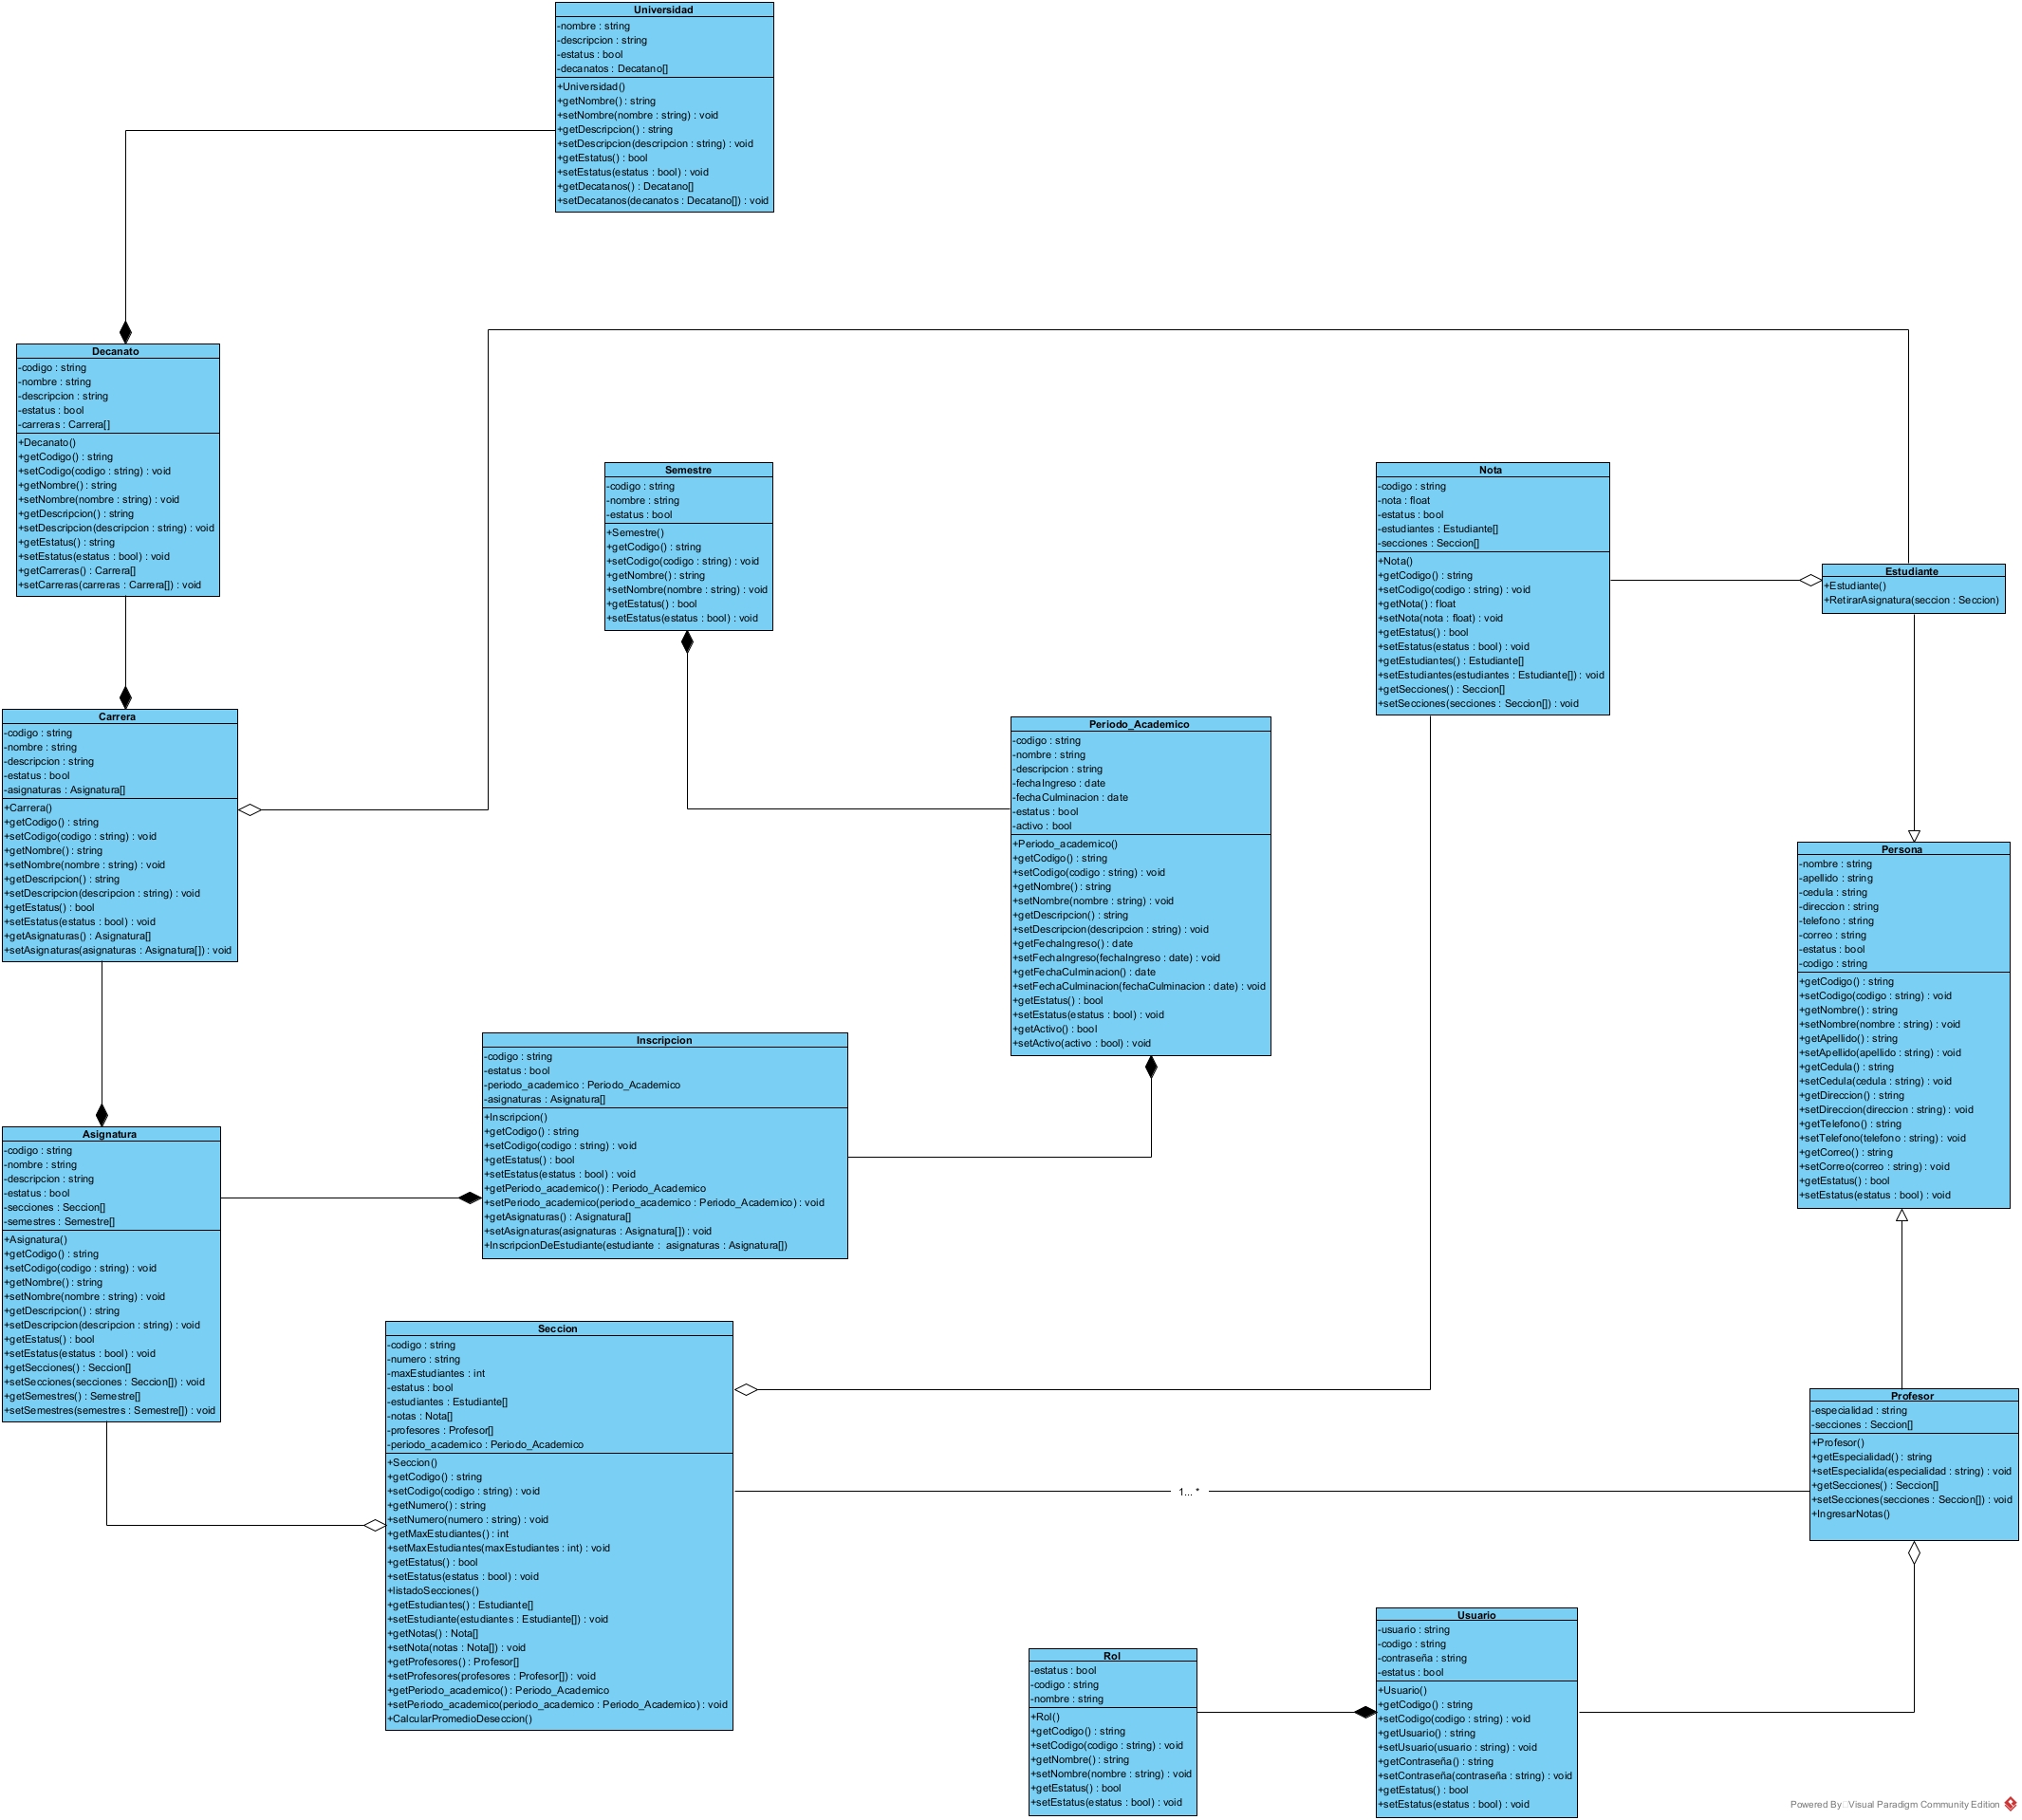 Universidad
-nombre : string
-descripcion : string
-estatus : bool
-decanatos : Decatano[]
+Universidad()
+getNombre() : string
+setNombre(nombre : string) : void
+getDescripcion() : string
+setDescripcion(descripcion : string) : void
+getEstatus() : bool
+setEstatus(estatus : bool) : void
+getDecatanos() : Decatano[]
+setDecatanos(decanatos : Decatano[]) : void
Decanato
-codigo : string
-nombre : string
-descripcion : string
-estatus : bool
-carreras : Carrera[]
+Decanato()
+getCodigo() : string
+setCodigo(codigo : string) : void
+getNombre() : string
+setNombre(nombre : string) : void
+getDescripcion() : string
+setDescripcion(descripcion : string) : void
+getEstatus() : string
+setEstatus(estatus : bool) : void
+getCarreras() : Carrera[]
+setCarreras(carreras : Carrera[]) : void
Semestre
-codigo : string
-nombre : string
-estatus : bool
+Semestre()
+getCodigo() : string
+setCodigo(codigo : string) : void
+getNombre() : string
+setNombre(nombre : string) : void
+getEstatus() : bool
+setEstatus(estatus : bool) : void
Nota
-codigo : string
-nota : float
-estatus : bool
-estudiantes : Estudiante[]
-secciones : Seccion[]
+Nota()
+getCodigo() : string
+setCodigo(codigo : string) : void
+getNota() : float
+setNota(nota : float) : void
+getEstatus() : bool
+setEstatus(estatus : bool) : void
+getEstudiantes() : Estudiante[]
+setEstudiantes(estudiantes : Estudiante[]) : void
+getSecciones() : Seccion[]
+setSecciones(secciones : Seccion[]) : void
Estudiante
+Estudiante()
+RetirarAsignatura(seccion : Seccion)
Carrera
-codigo : string
-nombre : string
-descripcion : string
-estatus : bool
-asignaturas : Asignatura[]
+Carrera()
+getCodigo() : string
+setCodigo(codigo : string) : void
+getNombre() : string
+setNombre(nombre : string) : void
+getDescripcion() : string
+setDescripcion(descripcion : string) : void
+getEstatus() : bool
+setEstatus(estatus : bool) : void
+getAsignaturas() : Asignatura[]
+setAsignaturas(asignaturas : Asignatura[]) : void
Periodo_Academico
-codigo : string
-nombre : string
-descripcion : string
-fechaIngreso : date
-fechaCulminacion : date
-estatus : bool
-activo : bool
+Periodo_academico()
+getCodigo() : string
+setCodigo(codigo : string) : void
+getNombre() : string
+setNombre(nombre : string) : void
+getDescripcion() : string
+setDescripcion(descripcion : string) : void
+getFechaIngreso() : date
+setFechaIngreso(fechaIngreso : date) : void
+getFechaCulminacion() : date
+setFechaCulminacion(fechaCulminacion : date) : void
+getEstatus() : bool
+setEstatus(estatus : bool) : void
+getActivo() : bool
+setActivo(activo : bool) : void
Persona
-nombre : string
-apellido : string
-cedula : string
-direccion : string
-telefono : string
-correo : string
-estatus : bool
-codigo : string
+getCodigo() : string
+setCodigo(codigo : string) : void
+getNombre() : string
+setNombre(nombre : string) : void
+getApellido() : string
+setApellido(apellido : string) : void
+getCedula() : string
+setCedula(cedula : string) : void
+getDireccion() : string
+setDireccion(direccion : string) : void
+getTelefono() : string
+setTelefono(telefono : string) : void
+getCorreo() : string
+setCorreo(correo : string) : void
+getEstatus() : bool
+setEstatus(estatus : bool) : void
Inscripcion
-codigo : string
-estatus : bool
-periodo_academico : Periodo_Academico
-asignaturas : Asignatura[]
+Inscripcion()
+getCodigo() : string
+setCodigo(codigo : string) : void
+getEstatus() : bool
+setEstatus(estatus : bool) : void
+getPeriodo_academico() : Periodo_Academico
+setPeriodo_academico(periodo_academico : Periodo_Academico) : void
+getAsignaturas() : Asignatura[]
+setAsignaturas(asignaturas : Asignatura[]) : void
+InscripcionDeEstudiante(estudiante : asignaturas : Asignatura[])
Asignatura
-codigo : string
-nombre : string
-descripcion : string
-estatus : bool
-secciones : Seccion[]
-semestres : Semestre[]
+Asignatura()
+getCodigo() : string
+setCodigo(codigo : string) : void
+getNombre() : string
+setNombre(nombre : string) : void
+getDescripcion() : string
+setDescripcion(descripcion : string) : void
+getEstatus() : bool
+setEstatus(estatus : bool) : void
+getSecciones() : Seccion[]
+setSecciones(secciones : Seccion[]) : void
+getSemestres() : Semestre[]
+setSemestres(semestres : Semestre[]) : void
Seccion
-codigo : string
-numero : string
-maxEstudiantes : int
-estatus : bool
-estudiantes : Estudiante[]
-notas : Nota[]
-profesores : Profesor[]
-periodo_academico : Periodo_Academico
+Seccion()
+getCodigo() : string
+setCodigo(codigo : string) : void
+getNumero() : string
+setNumero(numero : string) : void
+getMaxEstudiantes() : int
+setMaxEstudiantes(maxEstudiantes : int) : void
+getEstatus() : bool
+setEstatus(estatus : bool) : void
+listadoSecciones()
+getEstudiantes() : Estudiante[]
+setEstudiante(estudiantes : Estudiante[]) : void
+getNotas() : Nota[]
+setNota(notas : Nota[]) : void
+getProfesores() : Profesor[]
+setProfesores(profesores : Profesor[]) : void
+getPeriodo_academico() : Periodo_Academico
+setPeriodo_academico(periodo_academico : Periodo_Academico) : void
+CalcularPromedioDeseccion()
1... *
Profesor
-especialidad : string
-secciones : Seccion[]
+Profesor()
+getEspecialidad() : string
+setEspecialida(especialidad : string) : void
+getSecciones() : Seccion[]
+setSecciones(secciones : Seccion[]) : void
+IngresarNotas()
Rol
-estatus : bool
-codigo : string
-nombre : string
+Rol()
+getCodigo() : string
+setCodigo(codigo : string) : void
+getNombre() : string
+setNombre(nombre : string) : void
+getEstatus() : bool
+setEstatus(estatus : bool) : void
Usuario
-usuario : string
-codigo : string
-contraseña : string
-estatus : bool
+Usuario()
+getCodigo() : string
+setCodigo(codigo : string) : void
+getUsuario() : string
+setUsuario(usuario : string) : void
+getContraseña() : string
+setContraseña(contraseña : string) : void
+getEstatus() : bool
+setEstatus(estatus : bool) : void
Powered By Visual Paradigm Community Edition